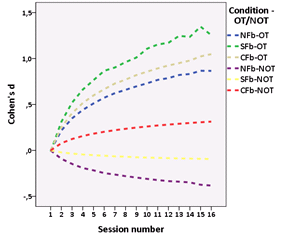 Condition -
OT/NOT
NFb-OT
SFb-OT
CFb-OT
NFb-NOT
SFb-NOT
CFb-NOT
Cohen's d
1,5
1,0
,5
,0
-,5
1 2 3 4 5 6 7 8 9 10 11 12 13 14 15 16
Session number